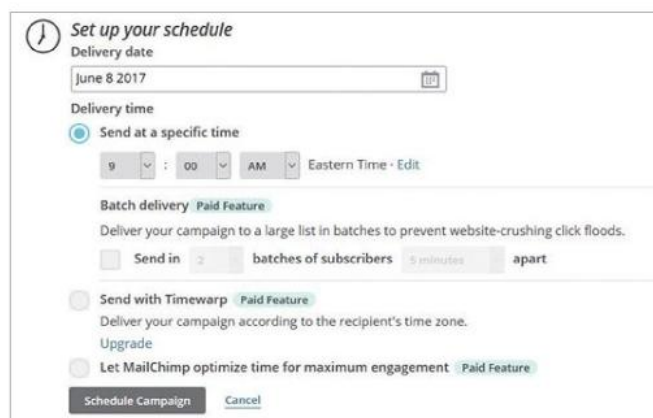 Set up your schedule
Delivery date
June 8 2017
Delivery time
Send at a specific time
9 : 00 AM Eastern Time · Edit
Batch delivery Paid Feature
Deliver your campaign to a large list in batches to prevent website-crushing click floods.
Send in 2 batches of subscribers 5 minutes apart
Send with Timewarp Paid Feature
Deliver your campaign according to the recipient's time zone.
Upgrade
Let MailChimp optimize time for maximum engagement Paid Feature
Schedule Campaign Cancel